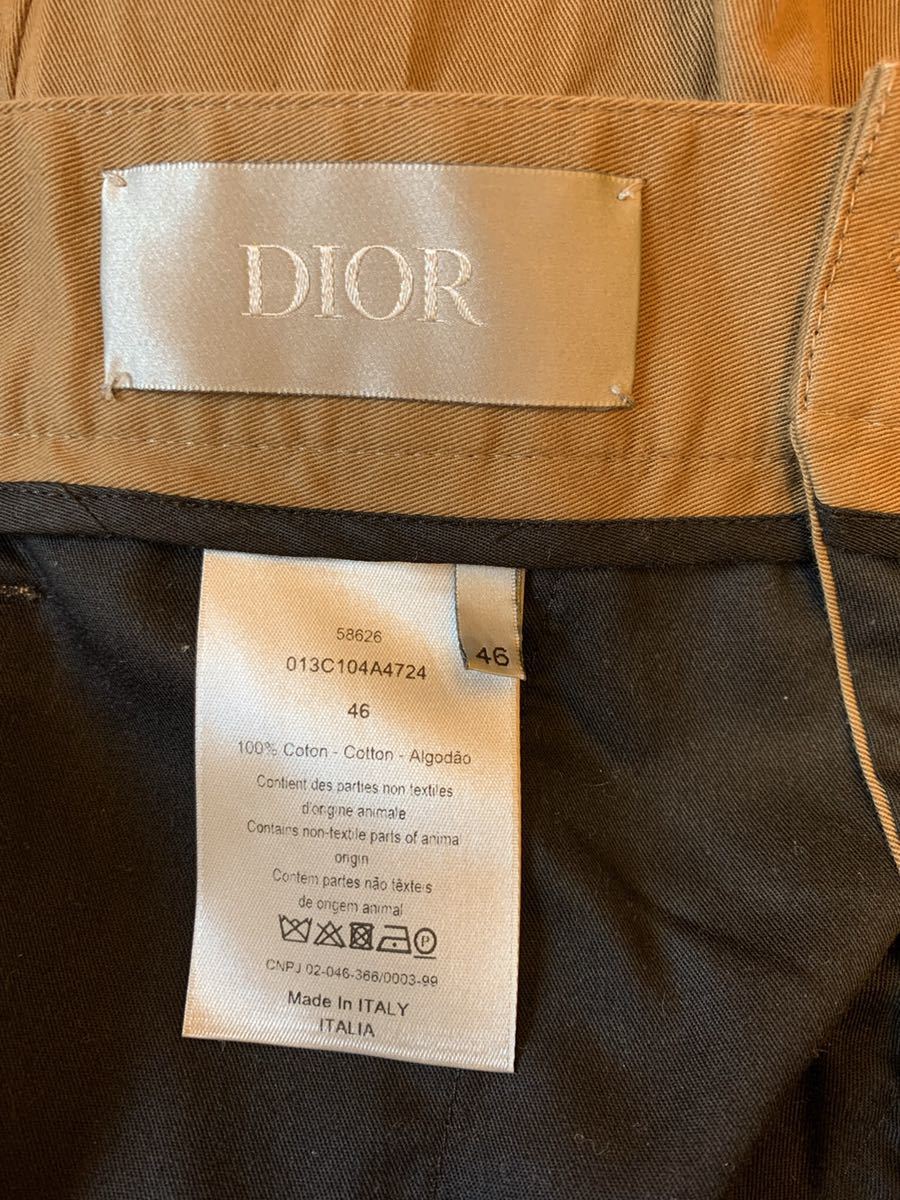 DIOR
46
58626
013C104A4724
46
100% Coton - Cotton - Algodão
Contient des parties non textiles
d'origine animale
Contains non-textile parts of animal
origin
Contem partes não têxteis
de origem animal
P
CNPJ 02-046-366/0003-99
Made In ITALY
ITALIA